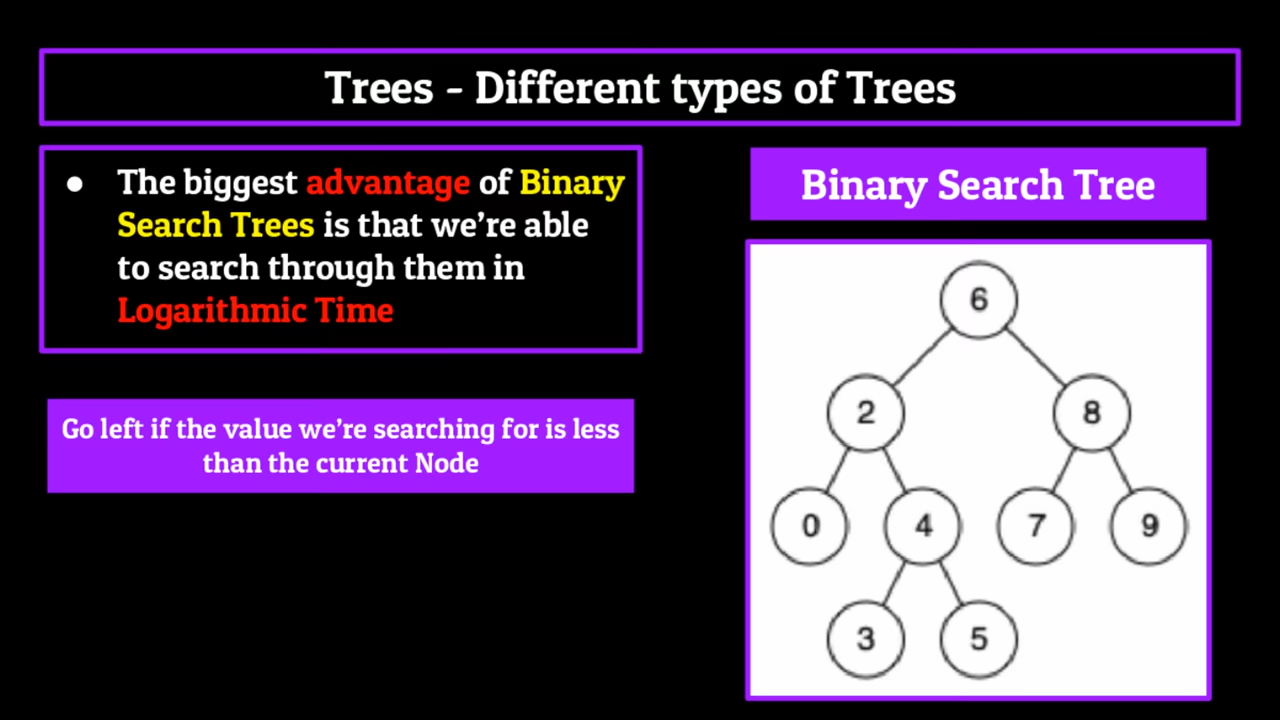 Trees - Different types of Trees
● The biggest advantage of Binary
Search Trees is that we’re able
to search through them in
Logarithmic Time
Go left if the value we’re searching for is less
than the current Node
Binary Search Tree
6
2 8
0 4 7 9
3 5